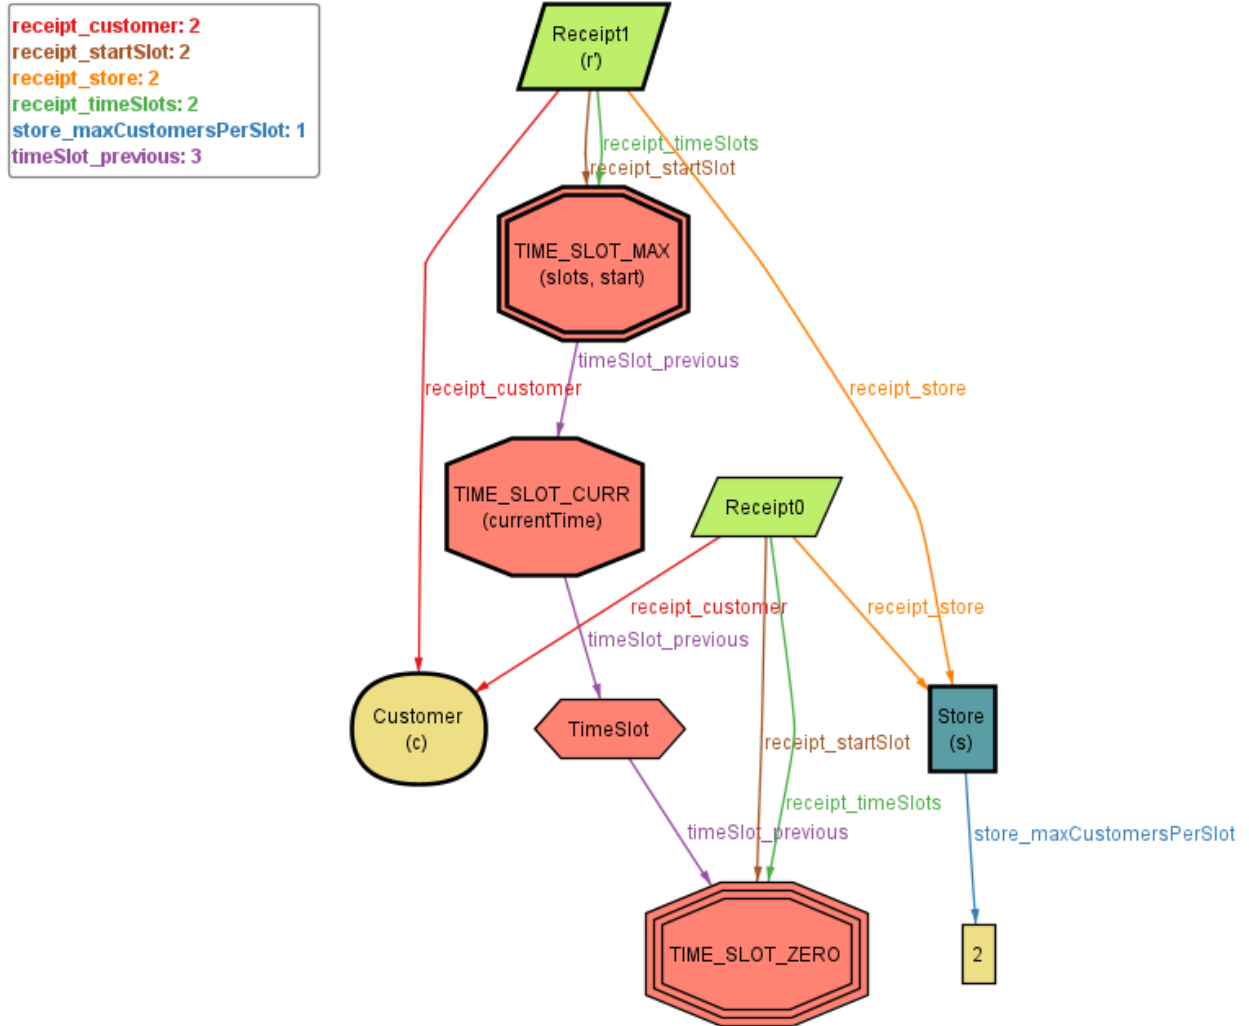 receipt_customer: 2
receipt_startSlot: 2
receipt_store: 2
receipt_timeSlots: 2
store_maxCustomersPerSlot: 1
timeSlot_previous: 3
Receipt1
(r')
receipt_timeSlots
receipt_startSlot
TIME_SLOT_MAX
(slots, start)
timeSlot_previous
receipt_customer
receipt_store
TIME_SLOT_CURR
(currentTime)
Receipt0
receipt_customer
receipt_store
timeSlot_previous
Customer
(c)
TimeSlot
Store
(s)
receipt_startSlot
receipt_timeSlots
timeSlot_previous
store_maxCustomersPerSlot
TIME_SLOT_ZERO
2